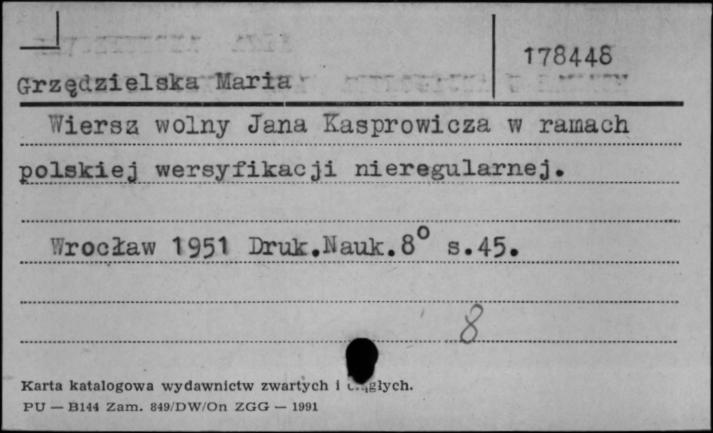 178448
Grzędzielska Maria
Wiersz wolny Jana Kasprowicza w ramach
polskiej wersyfikacji nieregularnej.
Wrocław 1951 Druk.Nauk.8° s.45.
8
Karta katalogowa wydawnictw zwartych i ciągłych.
PU — B144 Zam. 849/DW/On ZGG — 1991